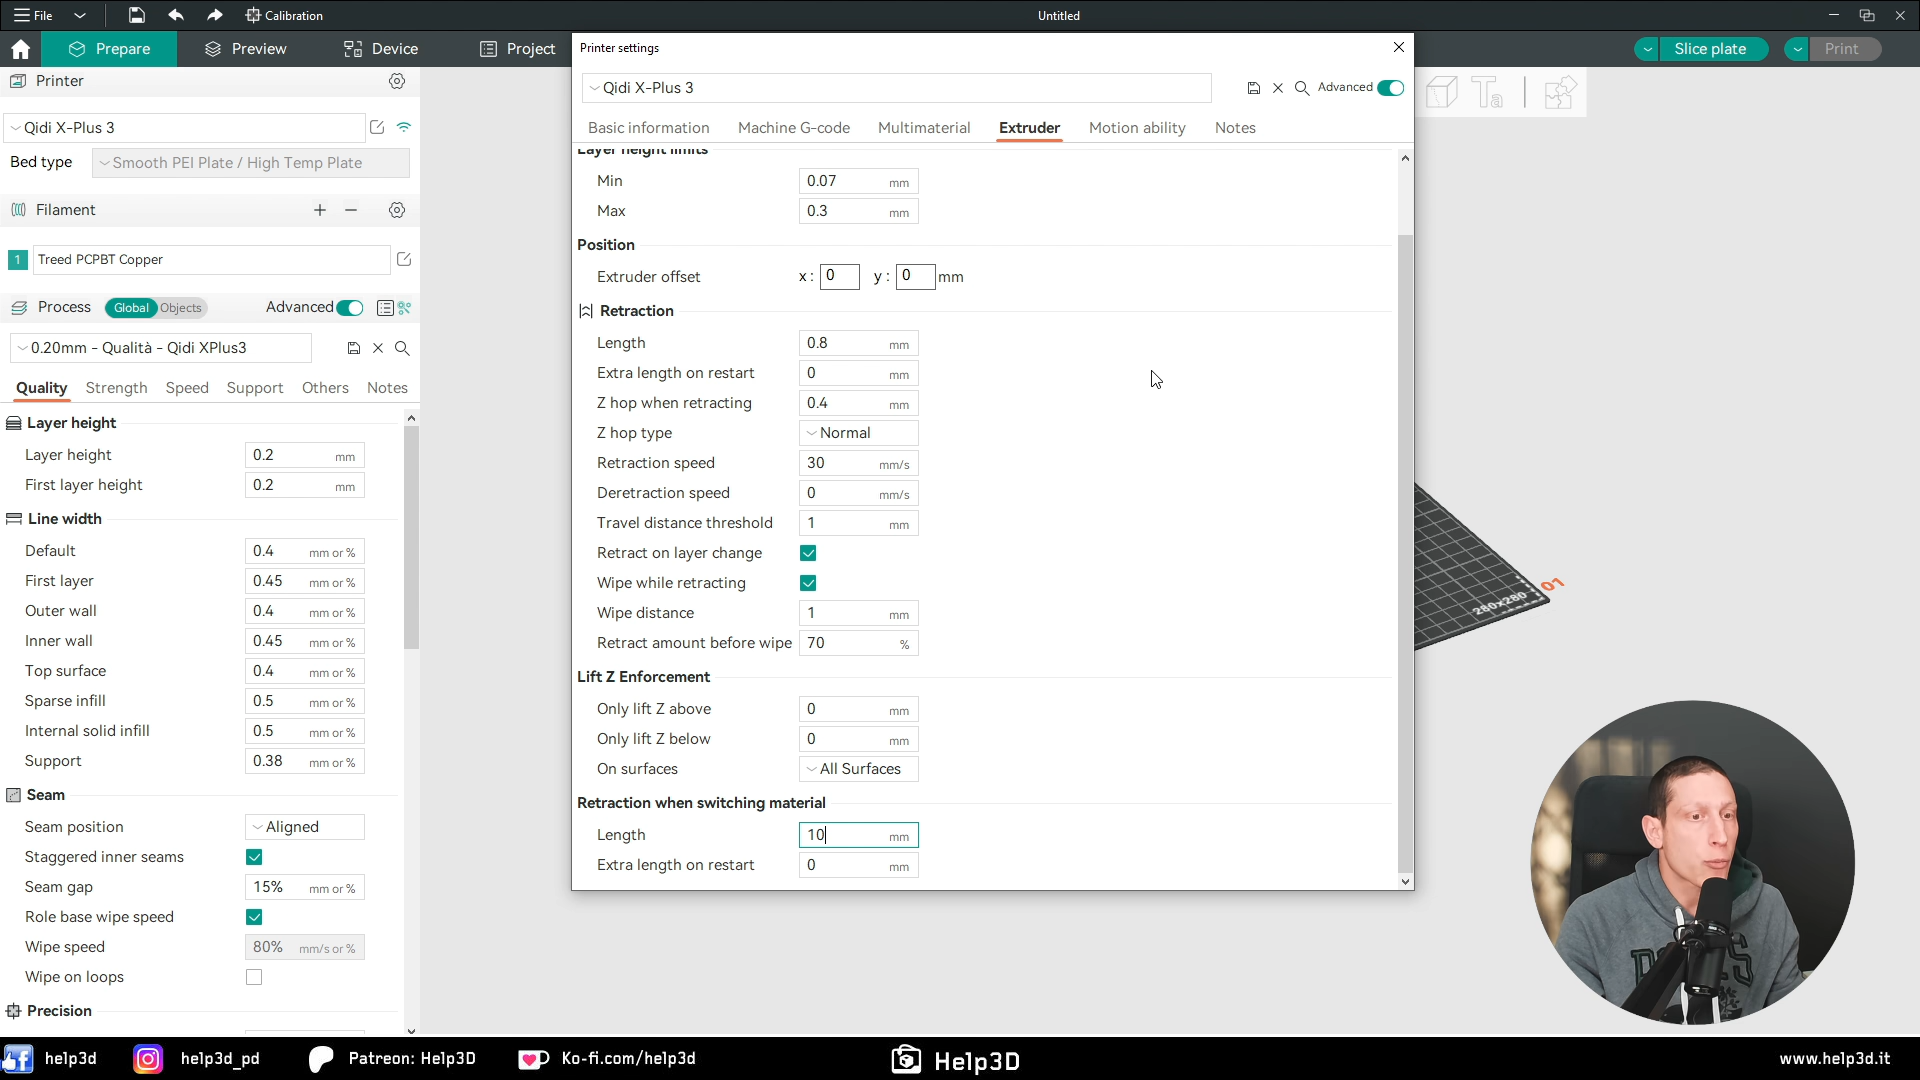 File
Calibration
Untitled
Prepare
Preview
Device
Project
Slice plate
Print
Printer
Qidi X-Plus 3
Bed type
Smooth PEI Plate / High Temp Plate
Filament
1
Treed PCPBT Copper
Process
Global
Objects
Advanced
0.20mm - Qualità - Qidi XPlus3
Quality
Strength
Speed
Support
Others
Notes
Layer height
Layer height 0.2 mm
First layer height 0.2 mm
Line width
Default 0.4 mm or %
First layer 0.45 mm or %
Outer wall 0.4 mm or %
Inner wall 0.45 mm or %
Top surface 0.4 mm or %
Sparse infill 0.5 mm or %
Internal solid infill 0.5 mm or %
Support 0.38 mm or %
Seam
Seam position Aligned
Staggered inner seams
Seam gap 15% mm or %
Role base wipe speed
Wipe speed 80% mm/s or %
Wipe on loops
Precision
Printer settings
Qidi X-Plus 3
Advanced
Basic information
Machine G-code
Multimaterial
Extruder
Motion ability
Notes
Layer height limits
Min 0.07 mm
Max 0.3 mm
Position
Extruder offset x: 0 y: 0 mm
Retraction
Length 0.8 mm
Extra length on restart 0 mm
Z hop when retracting 0.4 mm
Z hop type Normal
Retraction speed 30 mm/s
Deretraction speed 0 mm/s
Travel distance threshold 1 mm
Retract on layer change
Wipe while retracting
Wipe distance 1 mm
Retract amount before wipe 70 %
Lift Z Enforcement
Only lift Z above 0 mm
Only lift Z below 0 mm
On surfaces All Surfaces
Retraction when switching material
Length 10 mm
Extra length on restart 0 mm
280x280
01
help3d
help3d_pd
Patreon: Help3D
Ko-fi.com/help3d
Help3D
www.help3d.it